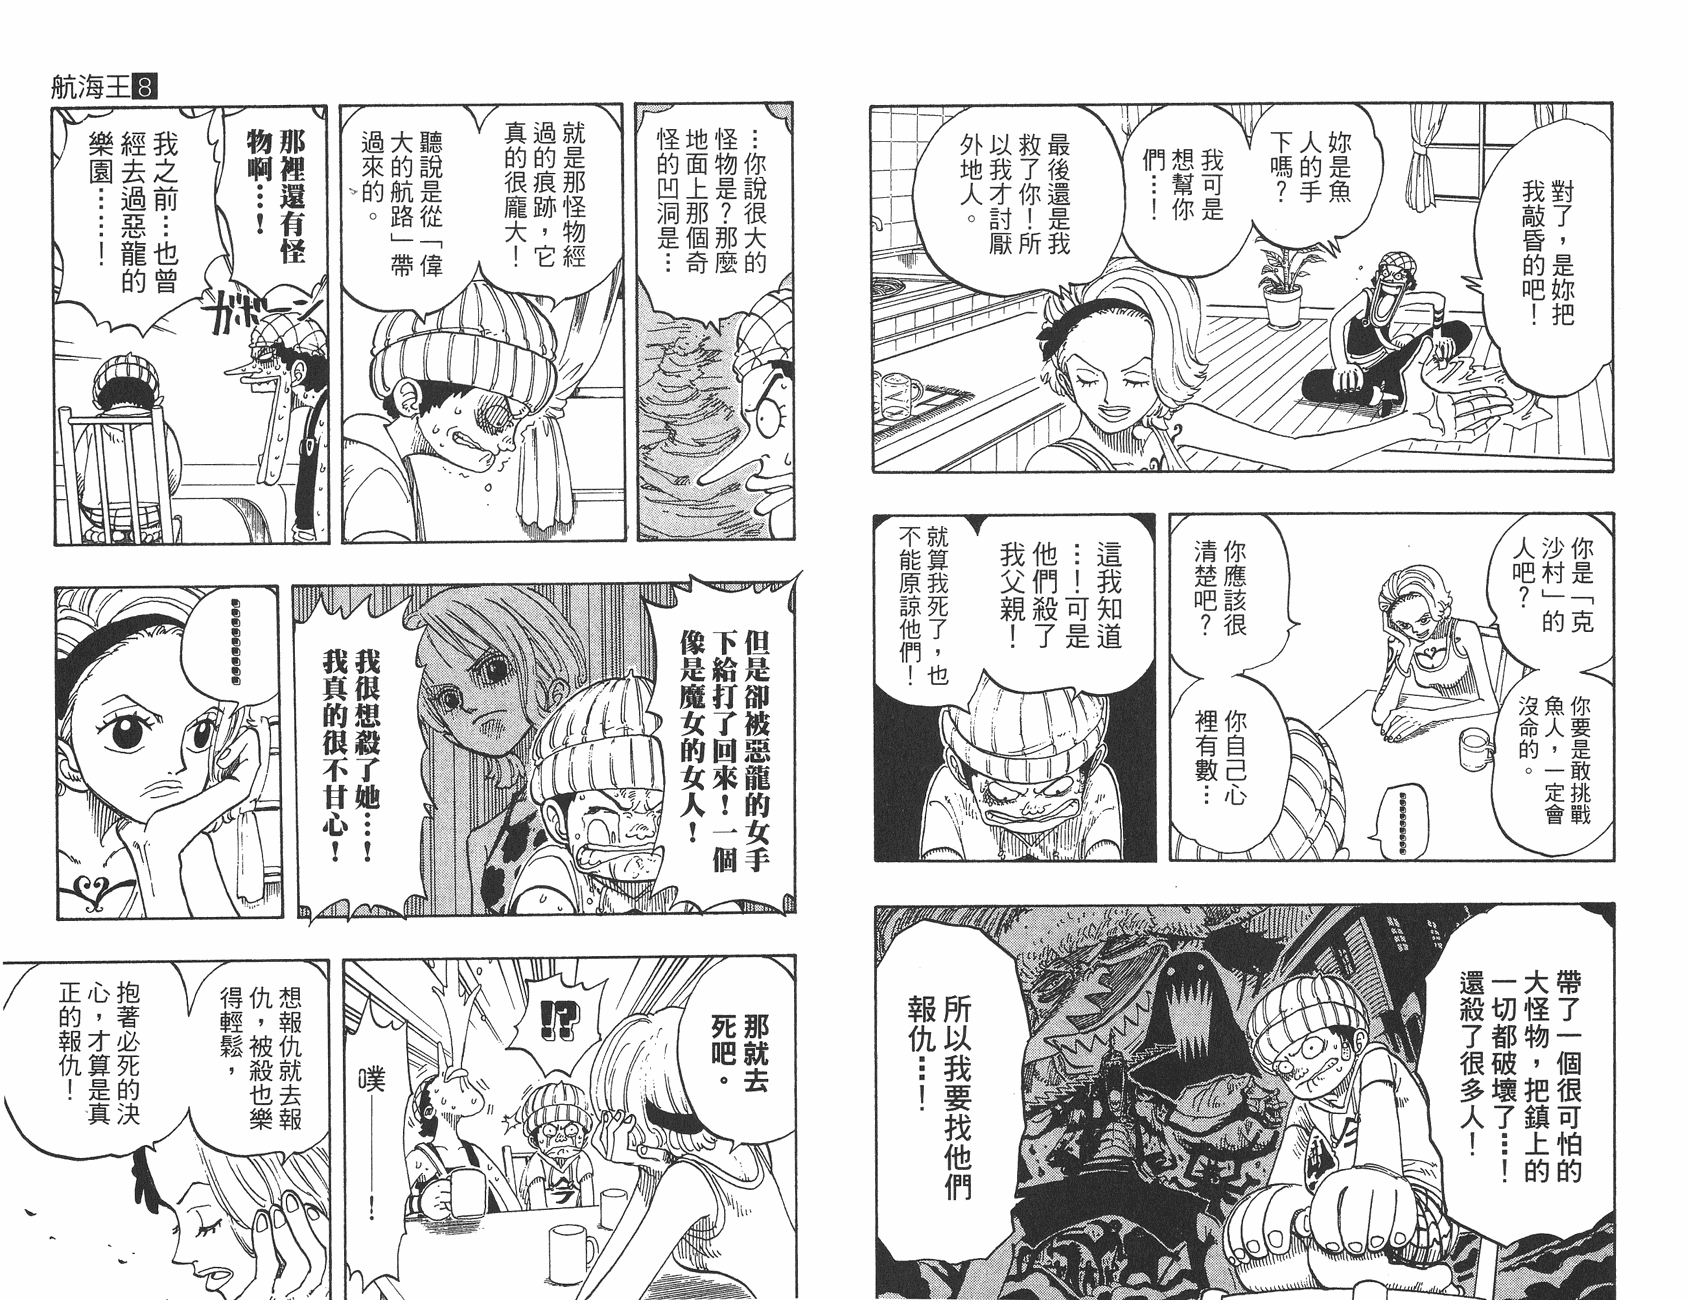 對了，是妳把
我敲昏的吧！
妳是魚
人的手
下嗎？
我可是
想幫你
們…！
最後還是我
救了你！所
以我才討厭
外地人。
你是「克
沙村」的
人吧？
你要是敢挑戰
魚人，一定會
沒命的。
你應該很
清楚吧？
你自己心
裡有數…
這我知道
…！可是
他們殺了
我父親！
就算我死了，也
不能原諒他們！
帶了一個很可怕的
大怪物，把鎮上的
一切都破壞了…！
還殺了很多人！
所以我要找他們
報仇…！
航海王8
…你說很大的
怪物是？那麼
地面上那個奇
怪的凹洞是…
就是那怪物經
過的痕跡，它
真的很龐大！
聽說是從「偉
大的航路」帶
過來的。
那裡還有怪
物啊…！
我之前…也曾
經去過惡龍的
樂園……！
ガボーン
但是卻被惡龍的女手
下給打了回來！一個
像是魔女的女人！
我很想殺了她…！
我真的很不甘心！
那就去
死吧。
！？
噗——！
想報仇就去報
仇，被殺也樂
得輕鬆，
抱著必死的決
心，才算是真
正的報仇！